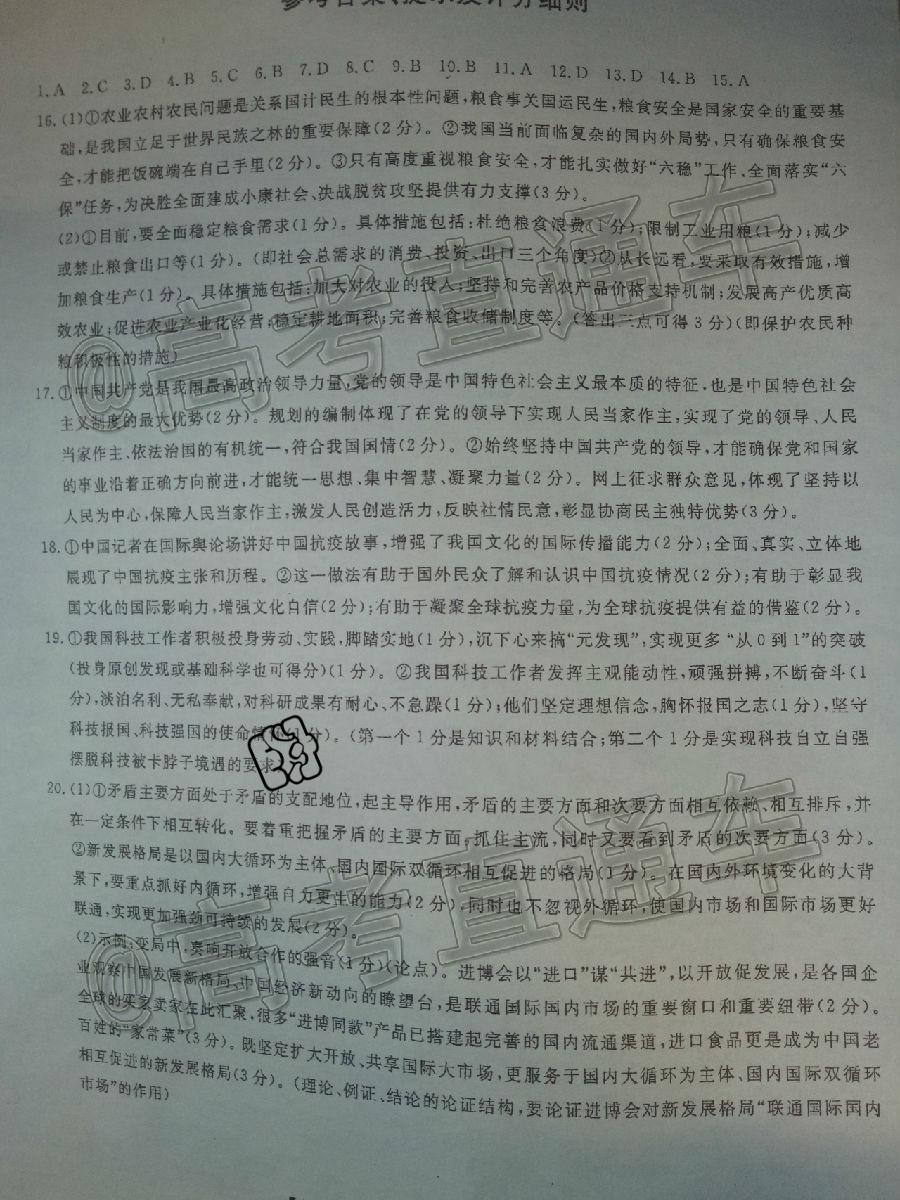 参考答案、提示及评分细则
1.A 2.C 3.D 4.B 5.C 6.B 7.D 8.C 9.B 10.B 11.A 12.D 13.D 14.B 15.A
16.(1)①农业农村农民问题是关系国计民生的根本性问题,粮食事关国运民生,粮食安全是国家安全的重要基
础,是我国立足于世界民族之林的重要保障(2分)。②我国当前面临复杂的国内外局势,只有确保粮食安
全,才能把饭碗端在自己手里(2分)。③只有高度重视粮食安全,才能扎实做好“六稳”工作、全面落实“六
保”任务,为决胜全面建成小康社会、决战脱贫攻坚提供有力支撑(3分)。
(2)①目前,要全面稳定粮食需求(1分)。具体措施包括:杜绝粮食浪费(1分);限制工业用粮(1分);减少
或禁止粮食出口等(1分)。(即社会总需求的消费、投资、出口三个角度)②从长远看,要采取有效措施,增
加粮食生产(1分)。具体措施包括:加大对农业的投入;坚持和完善农产品价格支持机制;发展高产优质高
效农业;促进农业产业化经营;稳定耕地面积;完善粮食收储制度等。(答出三点可得3分)(即保护农民种
粮积极性的措施)
17.①中国共产党是我国最高政治领导力量,党的领导是中国特色社会主义最本质的特征,也是中国特色社会
主义制度的最大优势(2分)。规划的编制体现了在党的领导下实现人民当家作主,实现了党的领导、人民
当家作主、依法治国的有机统一,符合我国国情(2分)。②始终坚持中国共产党的领导,才能确保党和国家
的事业沿着正确方向前进,才能统一思想、集中智慧、凝聚力量(2分)。网上征求群众意见,体现了坚持以
人民为中心,保障人民当家作主,激发人民创造活力,反映社情民意,彰显协商民主独特优势(3分)。
18.①中国记者在国际舆论场讲好中国抗疫故事,增强了我国文化的国际传播能力(2分);全面、真实、立体地
展现了中国抗疫主张和历程。②这一做法有助于国外民众了解和认识中国抗疫情况(2分);有助于彰显我
国文化的国际影响力,增强文化自信(2分);有助于凝聚全球抗疫力量,为全球抗疫提供有益的借鉴(2分)。
19.①我国科技工作者积极投身劳动、实践,脚踏实地(1分),沉下心来搞“元发现”,实现更多“从0到1”的突破
(投身原创发现或基础科学也可得分)(1分)。②我国科技工作者发挥主观能动性,顽强拼搏,不断奋斗(1
分),淡泊名利、无私奉献,对科研成果有耐心、不急躁(1分);他们坚定理想信念,胸怀报国之志(1分),坚守
科技报国、科技强国的使命情 分)。(第一个1分是知识和材料结合;第二个1分是实现科技自立自强
摆脱科技被卡脖子境遇的要求
20.(1)①矛盾主要方面处于矛盾的支配地位,起主导作用,矛盾的主要方面和次要方面相互依赖、相互排斥,并
在一定条件下相互转化。要着重把握矛盾的主要方面,抓住主流,同时又要看到矛盾的次要方面(3分)。
②新发展格局是以国内大循环为主体、国内国际双循环相互促进的格局(1分)。在国内外环境变化的大背
景下,要重点抓好内循环,增强自力更生的能力(2分),同时也不忽视外循环,使国内市场和国际市场更好
联通,实现更加强劲可持续的发展(2分)。
(2)示例:变局中,奏响开放合作的强音(1分)(论点)。进博会以“进口”谋“共进”,以开放促发展,是各国企
业观察中国发展新格局、中国经济新动向的瞭望台,是联通国际国内市场的重要窗口和重要纽带(2分)。
全球的买家卖家在此汇聚,很多“进博同款”产品已搭建起完善的国内流通渠道,进口食品更是成为中国老
百姓的“家常菜”(3分)。既坚定扩大开放、共享国际大市场,更服务于国内大循环为主体、国内国际双循环
相互促进的新发展格局(3分)。(理论、例证、结论的论证结构,要论证进博会对新发展格局“联通国际国内
市场”的作用)
@高考直通车
@高考直通车